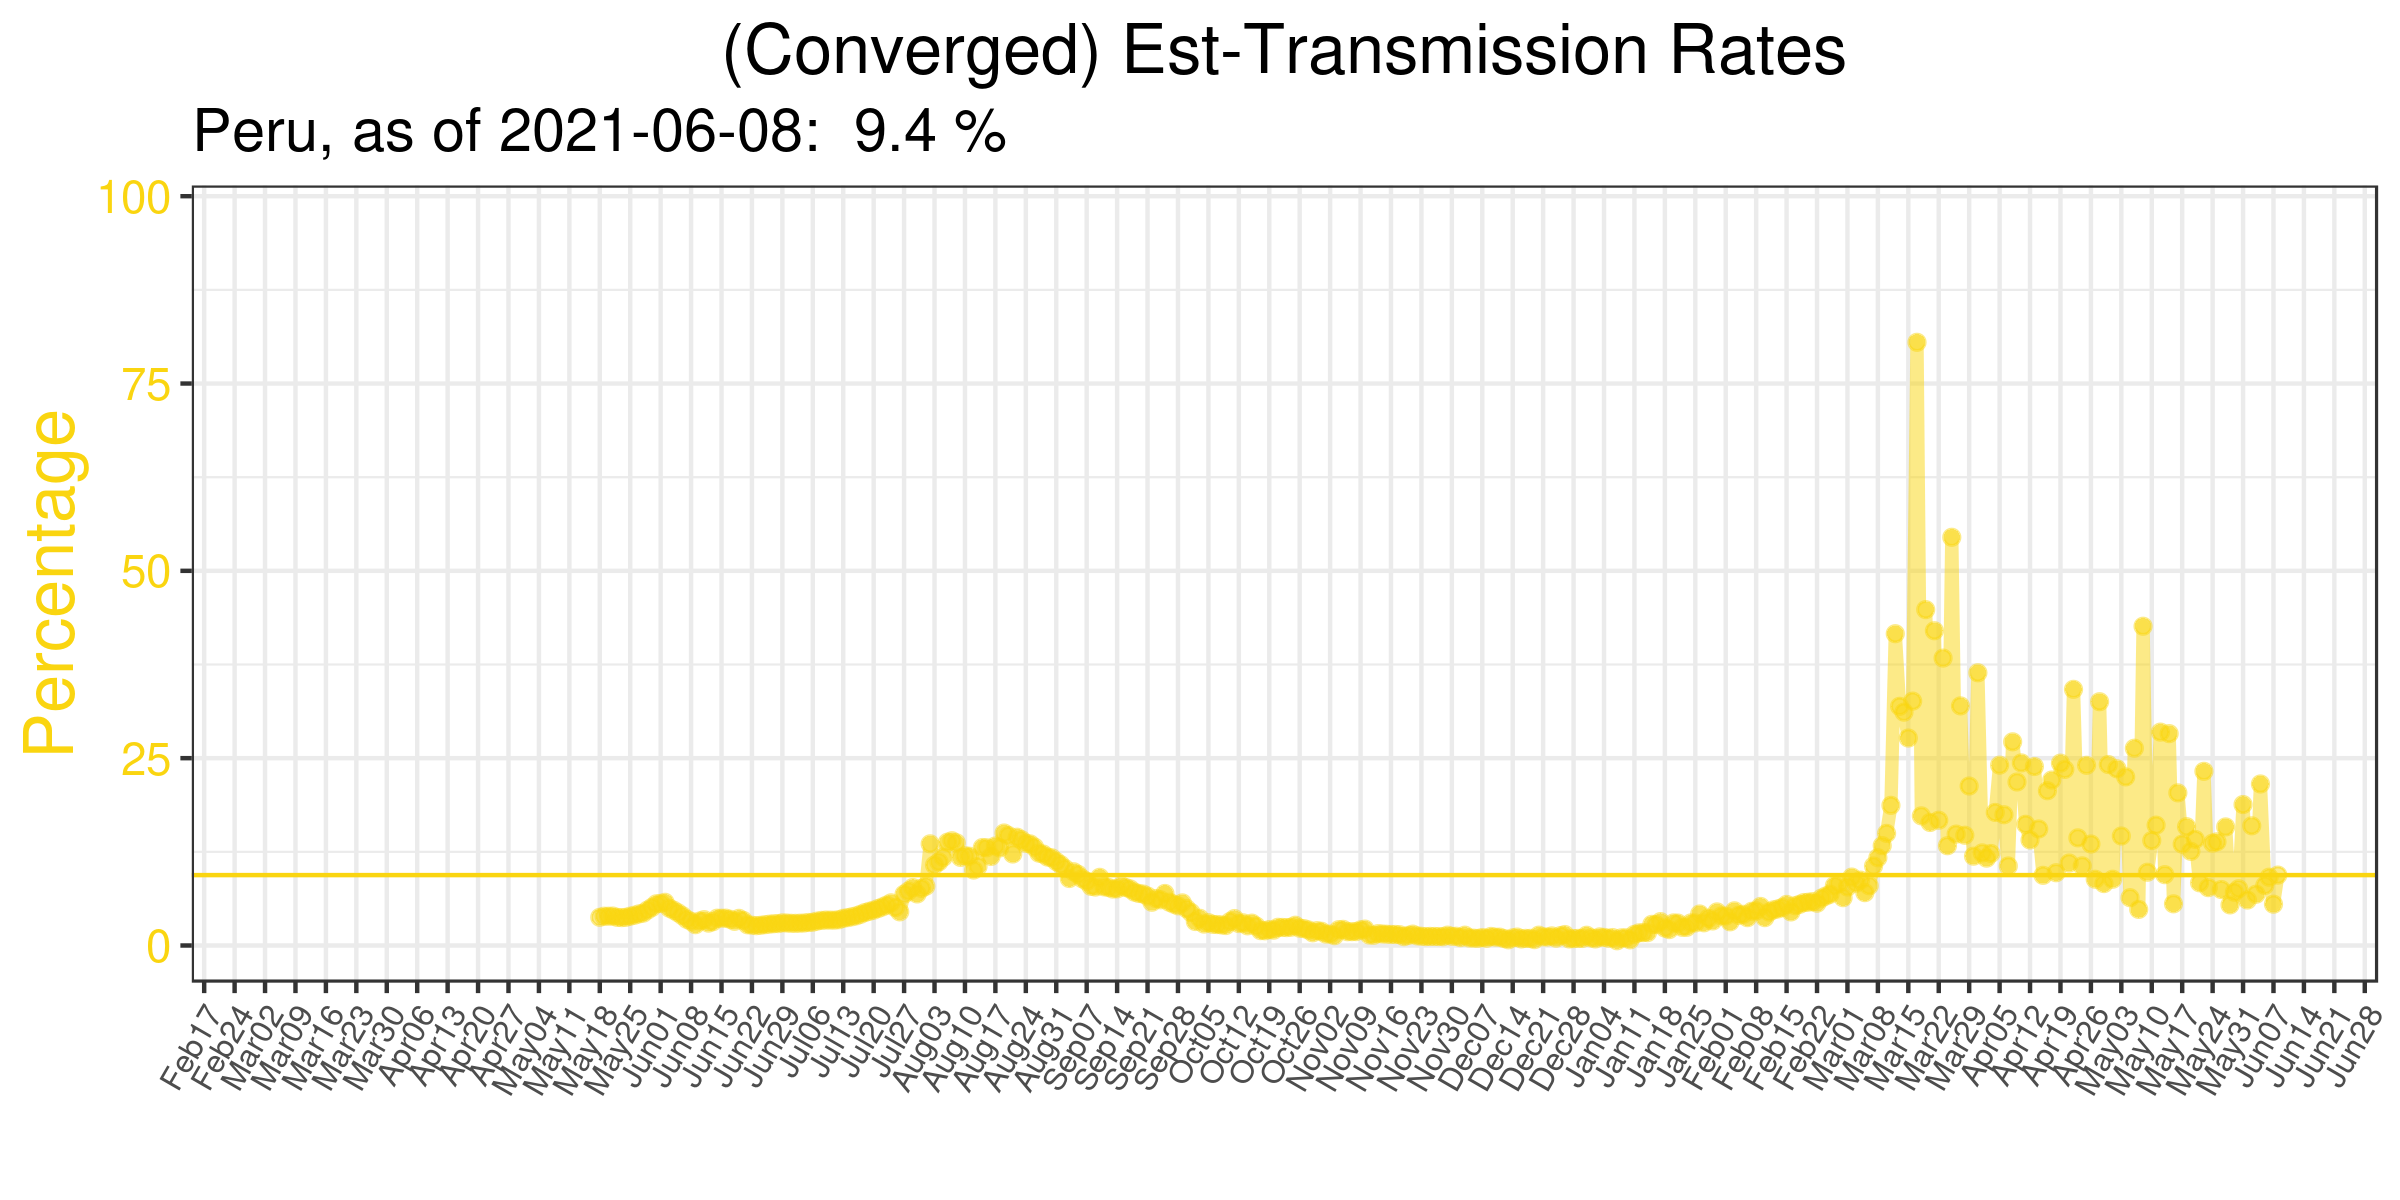 (Converged) Est-Transmission Rates
Peru, as of 2021-06-08:  9.4 %
Percentage
100
75
50
25
0
Feb17 Feb24 Mar02 Mar09 Mar16 Mar23 Mar30 Apr06 Apr13 Apr20 Apr27 May04 May11 May18 May25 Jun01 Jun08 Jun15 Jun22 Jun29 Jul06 Jul13 Jul20 Jul27 Aug03 Aug10 Aug17 Aug24 Aug31 Sep07 Sep14 Sep21 Sep28 Oct05 Oct12 Oct19 Oct26 Nov02 Nov09 Nov16 Nov23 Nov30 Dec07 Dec14 Dec21 Dec28 Jan04 Jan11 Jan18 Jan25 Feb01 Feb08 Feb15 Feb22 Mar01 Mar08 Mar15 Mar22 Mar29 Apr05 Apr12 Apr19 Apr26 May03 May10 May17 May24 May31 Jun07 Jun14 Jun21 Jun28